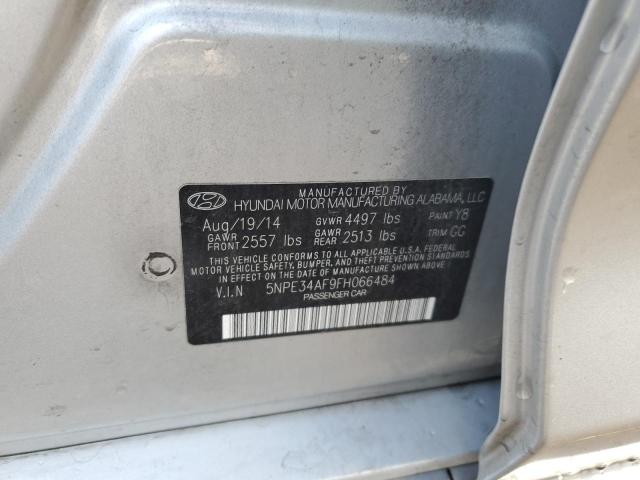 MANUFACTURED BY
HYUNDAI MOTOR MANUFACTURING ALABAMA, LLC
Aug/19/14 GVWR 4497 lbs PAINT Y8
GAWR FRONT 2557 lbs GAWR REAR 2513 lbs TRIM GG
THIS VEHICLE CONFORMS TO ALL APPLICABLE U.S.A. FEDERAL
MOTOR VEHICLE SAFETY, BUMPER, AND THEFT PREVENTION
STANDARDS IN EFFECT ON THE DATE OF MANUFACTURE SHOWN ABOVE.
V.I.N 5NPE34AF9FH066484
PASSENGER CAR